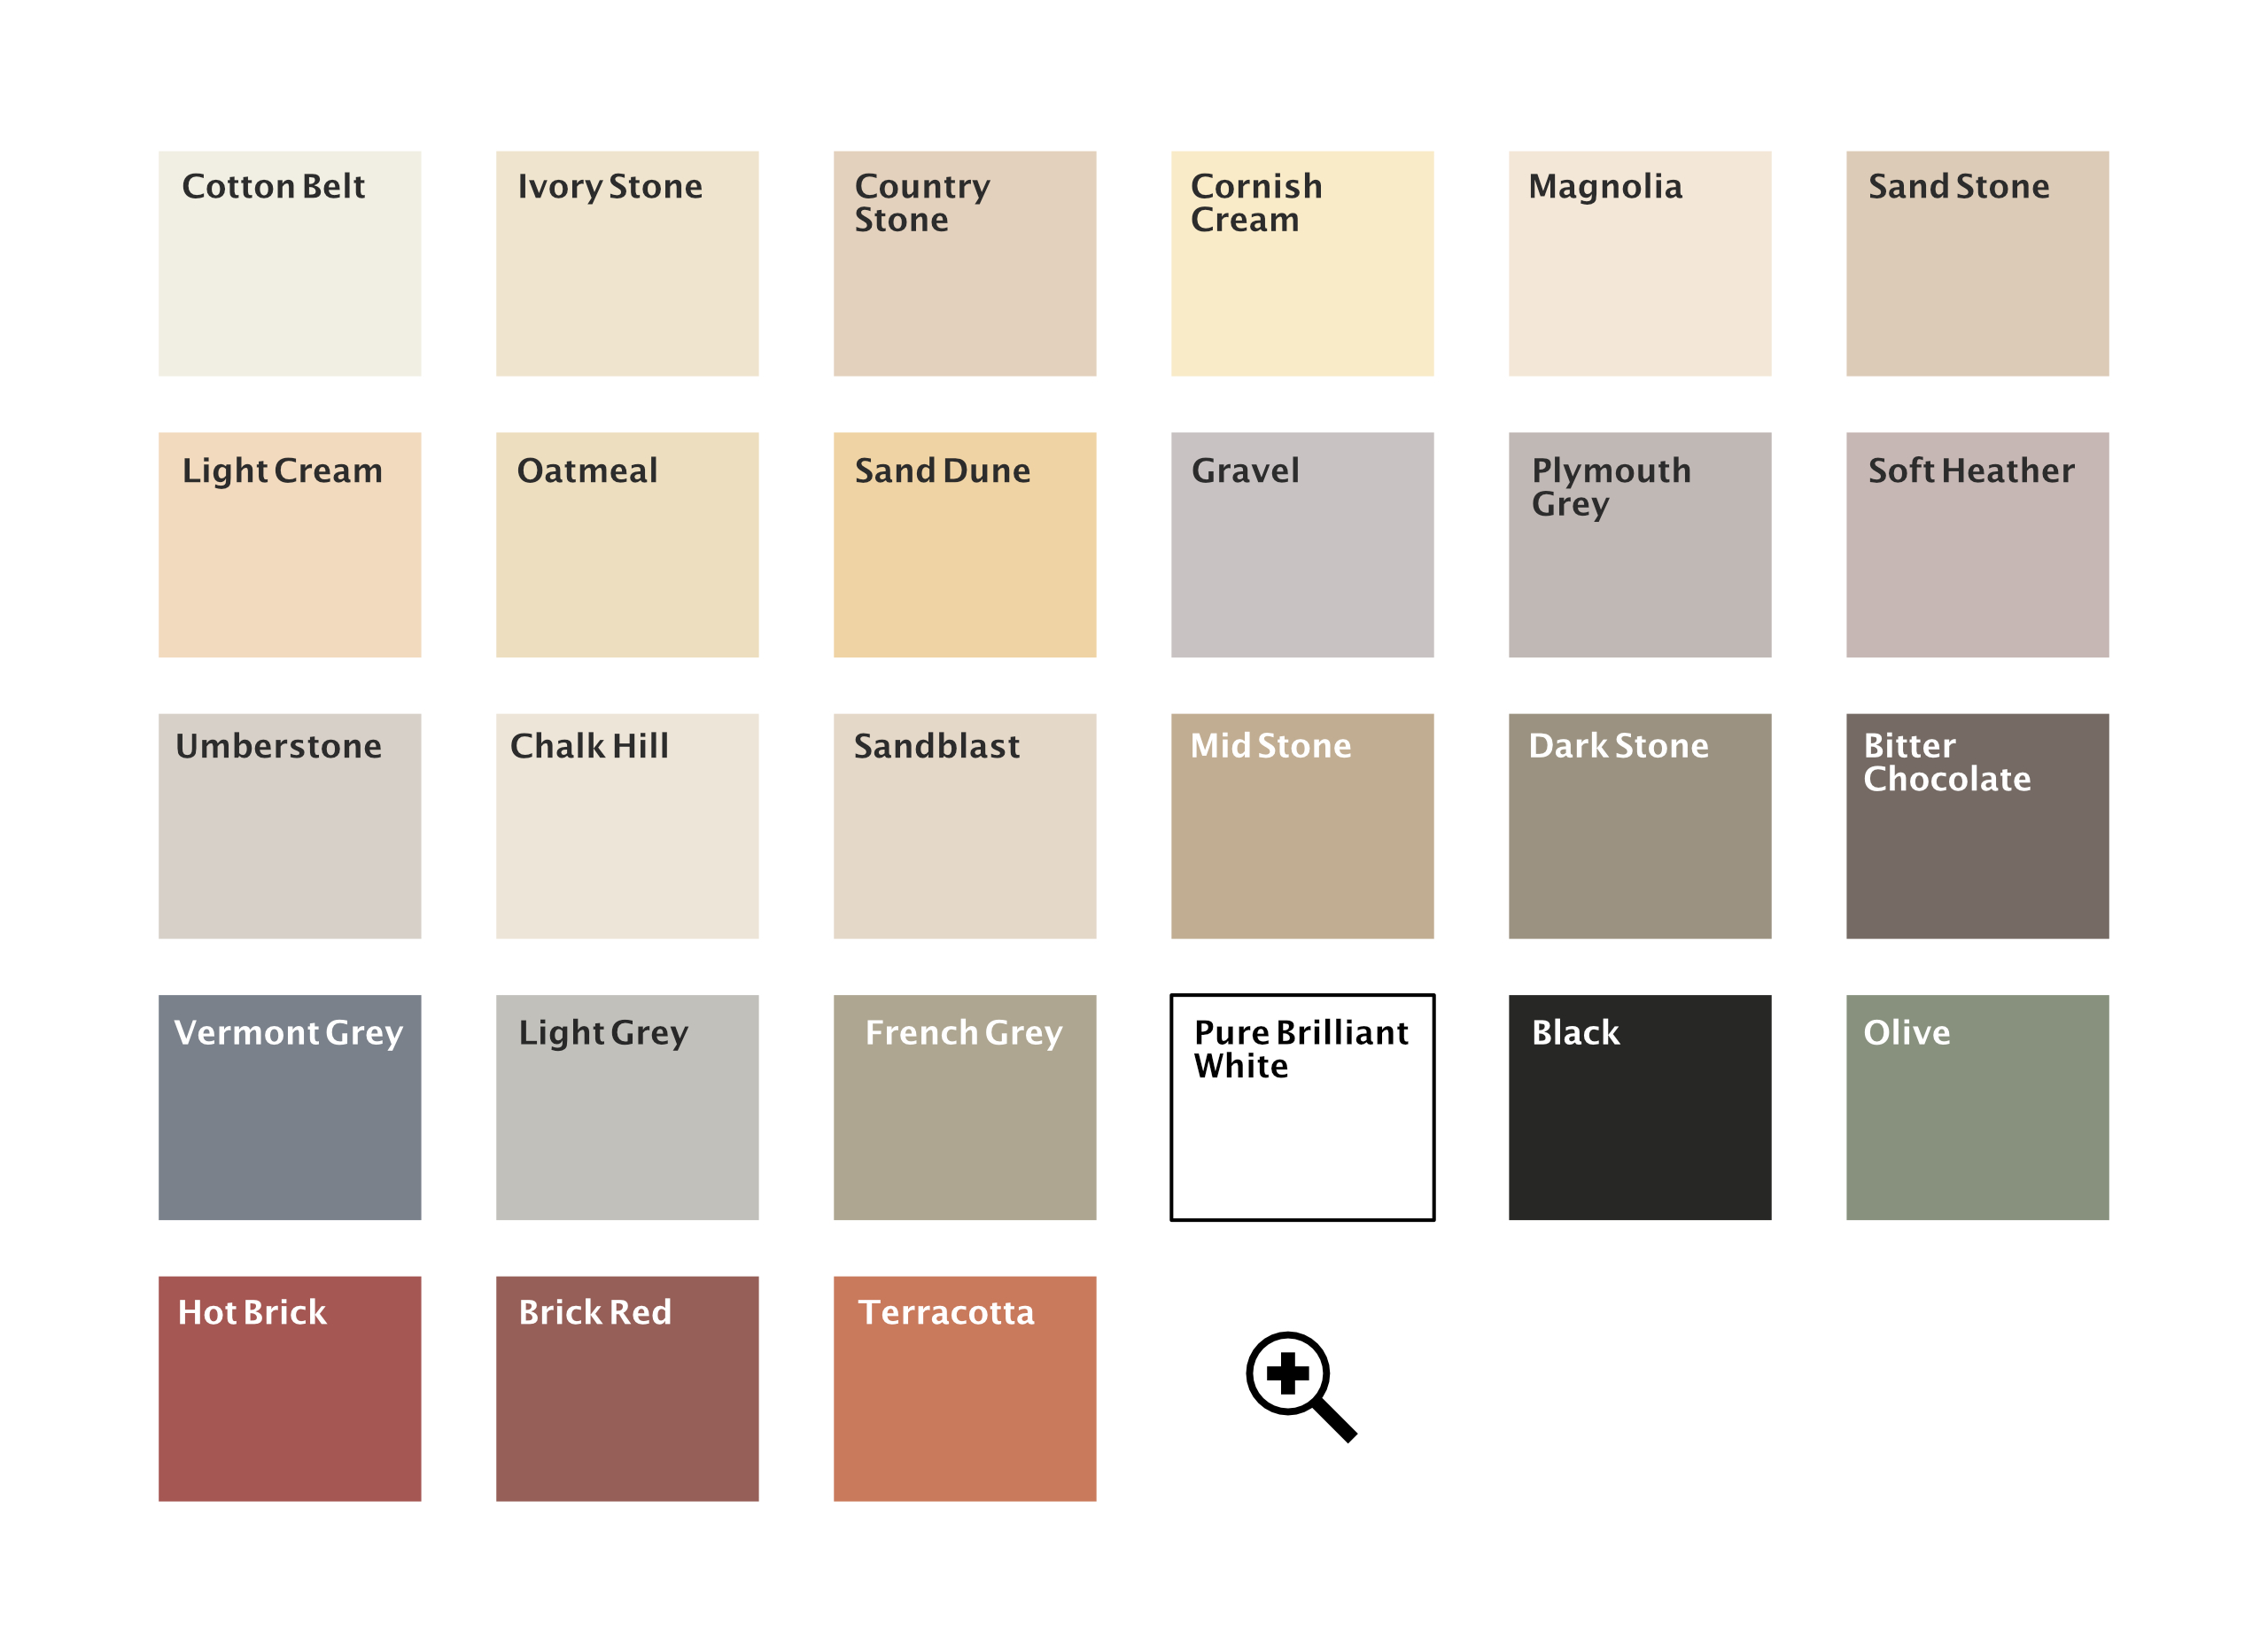 Cotton Belt
Ivory Stone
Country
Stone
Cornish
Cream
Magnolia
Sandstone
Light Cream
Oatmeal
Sand Dune
Gravel
Plymouth
Grey
Soft Heather
Umberstone
Chalk Hill
Sandblast
Mid Stone
Dark Stone
Bitter
Chocolate
Vermont Grey
Light Grey
French Grey
Pure Brilliant
White
Black
Olive
Hot Brick
Brick Red
Terracotta